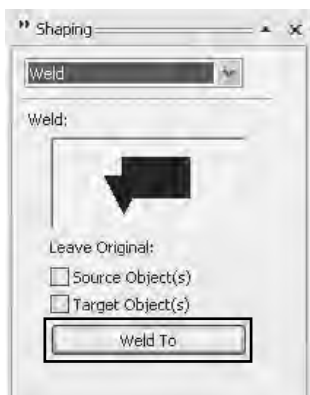 Shaping
Weld
Weld:
Leave Original:
Source Object(s)
Target Object(s)
Weld To